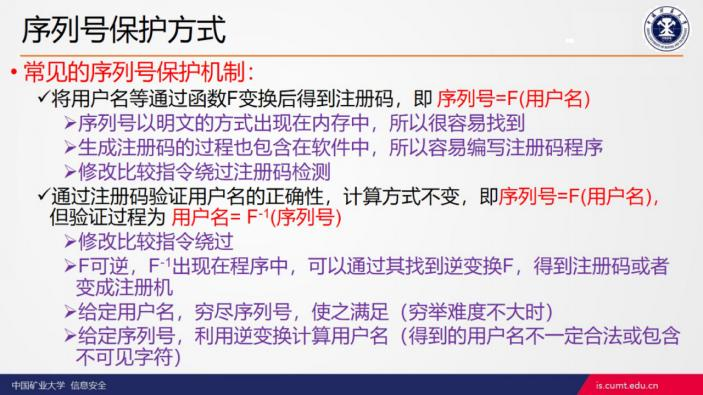 序列号保护方式
•常见的序列号保护机制：
✓将用户名等通过函数F变换后得到注册码，即 序列号=F(用户名)
➢序列号以明文的方式出现在内存中，所以很容易找到
➢生成注册码的过程也包含在软件中，所以容易编写注册码程序
➢修改比较指令绕过注册码检测
✓通过注册码验证用户名的正确性，计算方式不变，即序列号=F(用户名)，
但验证过程为 用户名= F⁻¹(序列号)
➢修改比较指令绕过
➢F可逆，F⁻¹出现在程序中，可以通过其找到逆变换F，得到注册码或者
变成注册机
➢给定用户名，穷尽序列号，使之满足（穷举难度不大时）
➢给定序列号，利用逆变换计算用户名（得到的用户名不一定合法或包含
不可见字符）
中国矿业大学 信息安全
is.cumt.edu.cn